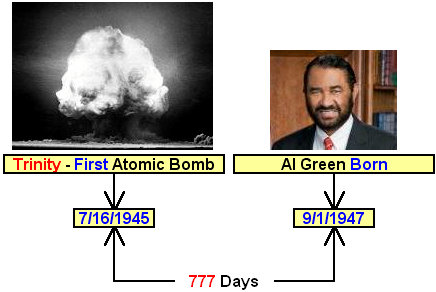 Trinity - First Atomic Bomb
Al Green Born
7/16/1945
9/1/1947
777 Days